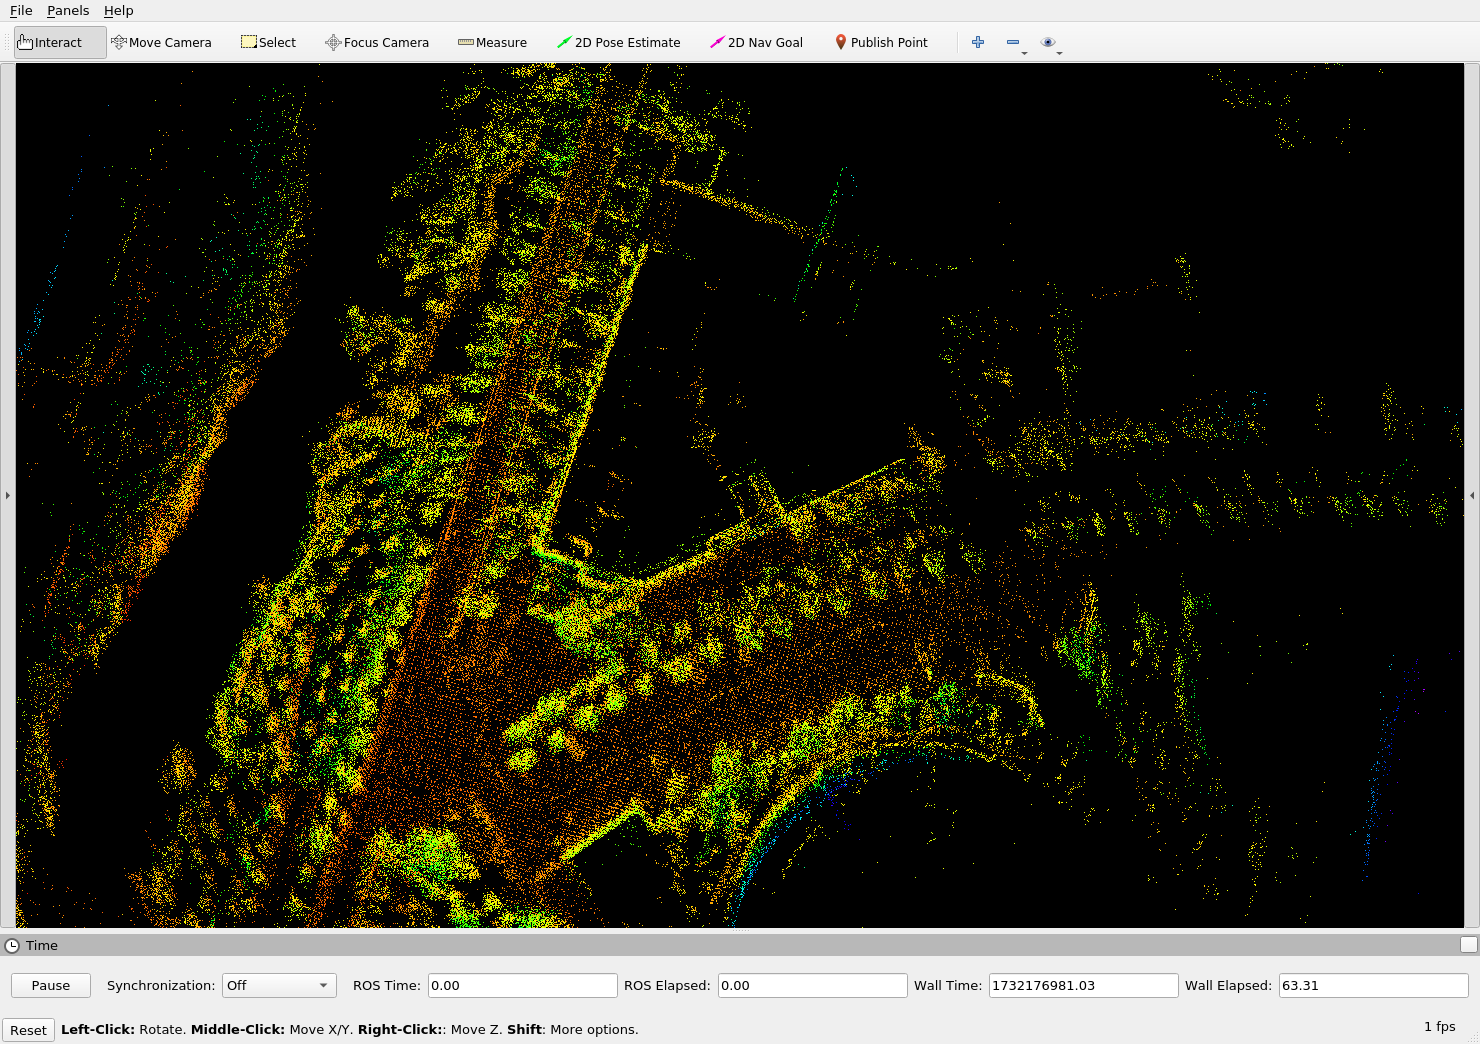 File Panels Help
Interact Move Camera Select Focus Camera Measure 2D Pose Estimate 2D Nav Goal Publish Point
Time
Pause Synchronization: Off ROS Time: 0.00 ROS Elapsed: 0.00 Wall Time: 1732176981.03 Wall Elapsed: 63.31
Reset Left-Click: Rotate. Middle-Click: Move X/Y. Right-Click:: Move Z. Shift: More options. 1 fps